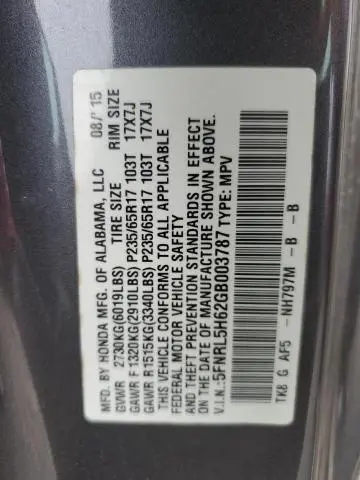 MFD. BY HONDA MFG. OF ALABAMA, LLC 08/'15
GVWR 2730KG(6019LBS) TIRE SIZE RIM SIZE
GAWR F1320KG(2910LBS) P235/65R17 103T 17X7J
GAWR R1515KG(3340LBS) P235/65R17 103T 17X7J
THIS VEHICLE CONFORMS TO ALL APPLICABLE
FEDERAL MOTOR VEHICLE SAFETY
AND THEFT PREVENTION STANDARDS IN EFFECT
ON THE DATE OF MANUFACTURE SHOWN ABOVE.
V.I.N.:5FNRL5H62GB003787 TYPE: MPV
TK8 G AF5 - NH797M - B - B